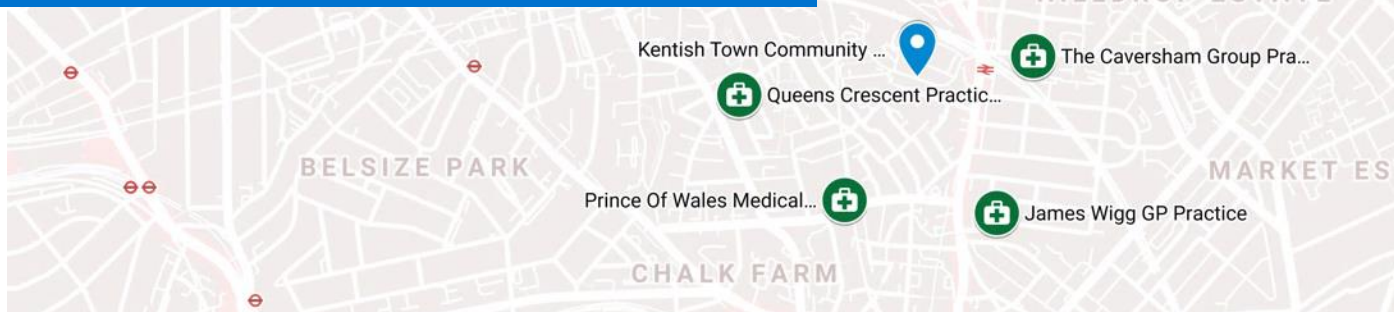 Kentish Town Community ...
The Caversham Group Pra...
Queens Crescent Practic...
BELSIZE PARK
MARKET ES
Prince Of Wales Medical...
James Wigg GP Practice
CHALK FARM